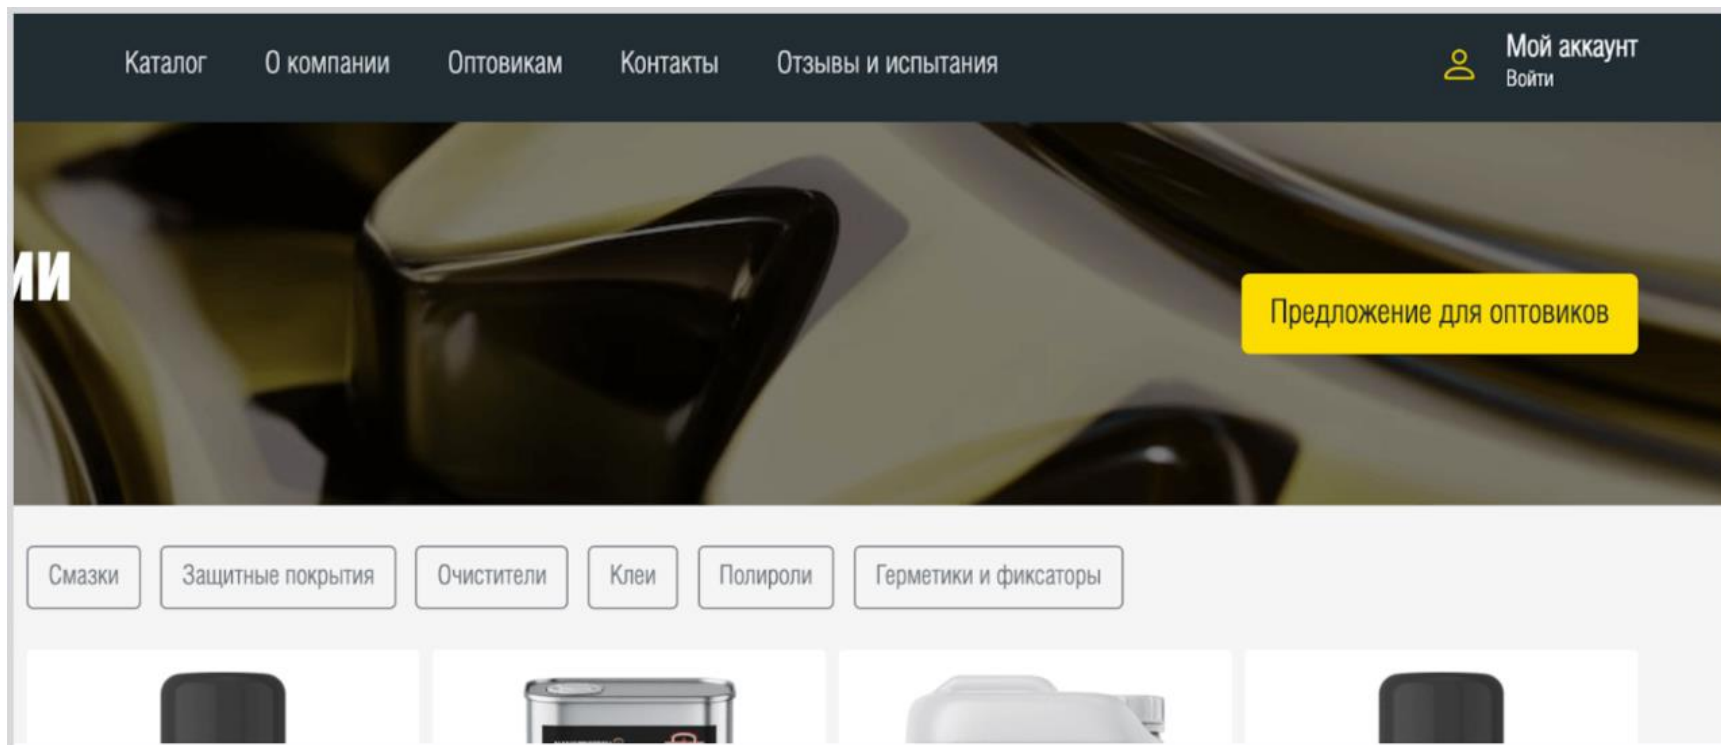 Каталог О компании Оптовикам Контакты Отзывы и испытания
Мой аккаунт
Войти
ии
Предложение для оптовиков
Смазки Защитные покрытия Очистители Клеи Полироли Герметики и фиксаторы